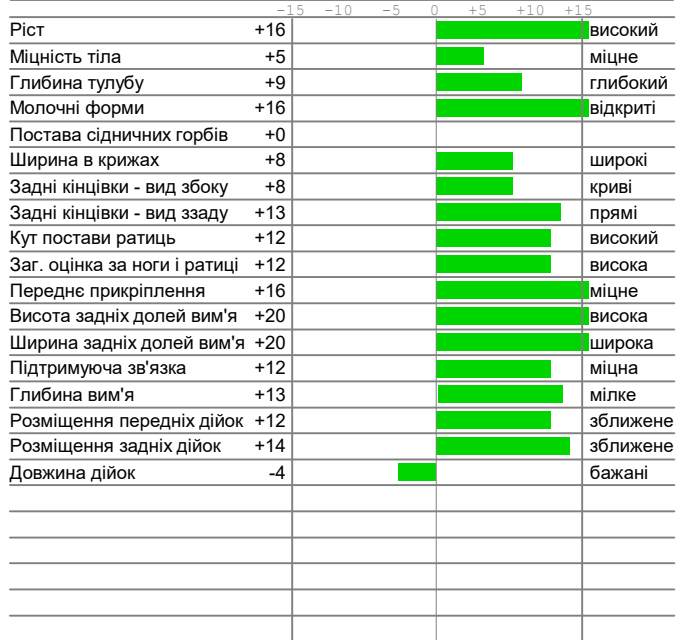 -15 -10 -5 0 +5 +10 +15
Ріст +16 високий
Міцність тіла +5 міцне
Глибина тулубу +9 глибокий
Молочні форми +16 відкриті
Постава сідничних горбів +0
Ширина в крижах +8 широкі
Задні кінцівки - вид збоку +8 криві
Задні кінцівки - вид ззаду +13 прямі
Кут постави ратиць +12 високий
Заг. оцінка за ноги і ратиці +12 висока
Переднє прикріплення +16 міцне
Висота задніх долей вим'я +20 висока
Ширина задніх долей вим'я +20 широка
Підтримуюча зв'язка +12 міцна
Глибина вим'я +13 мілке
Розміщення передніх дійок +12 зближене
Розміщення задніх дійок +14 зближене
Довжина дійок -4 бажані